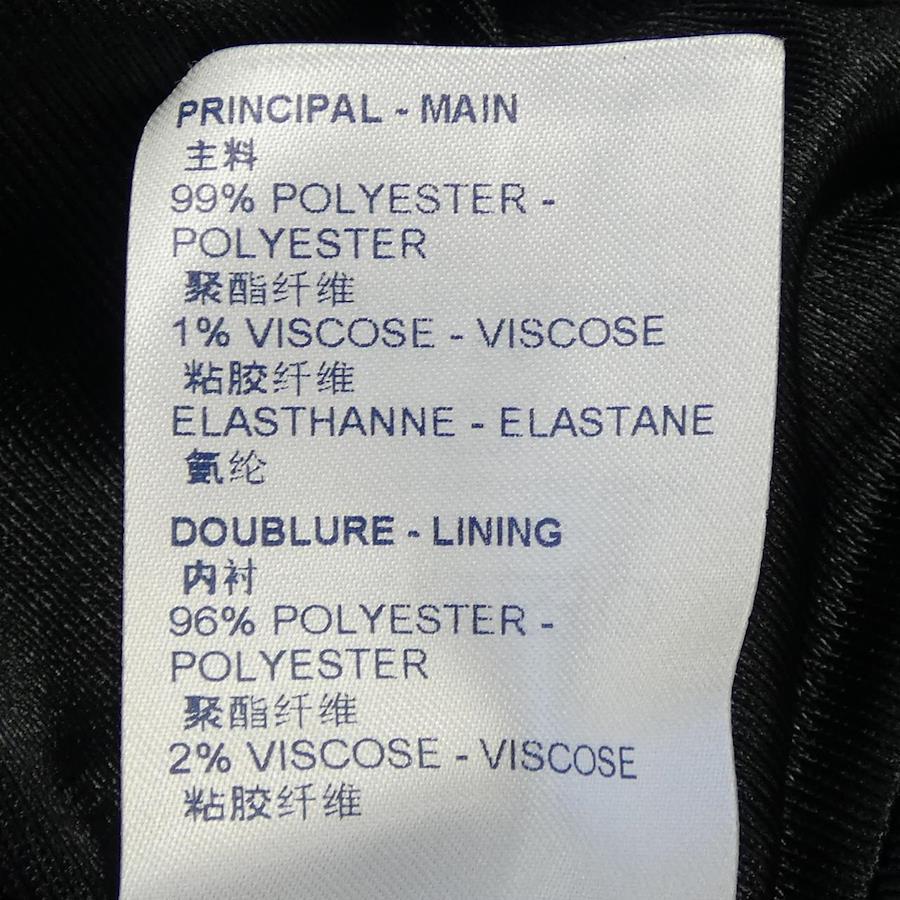 PRINCIPAL - MAIN
主料
99% POLYESTER -
POLYESTER
聚酯纤维
1% VISCOSE - VISCOSE
粘胶纤维
ELASTHANNE - ELASTANE
氨纶
DOUBLURE - LINING
内衬
96% POLYESTER -
POLYESTER
聚酯纤维
2% VISCOSE - VISCOSE
粘胶纤维